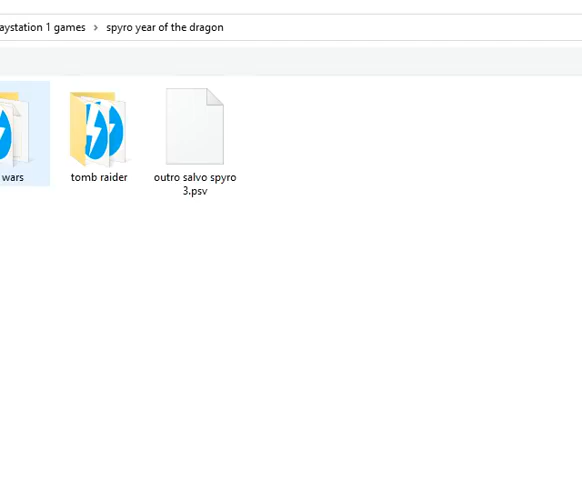 aystation 1 games > spyro year of the dragon
wars
tomb raider
outro salvo spyro
3.psv